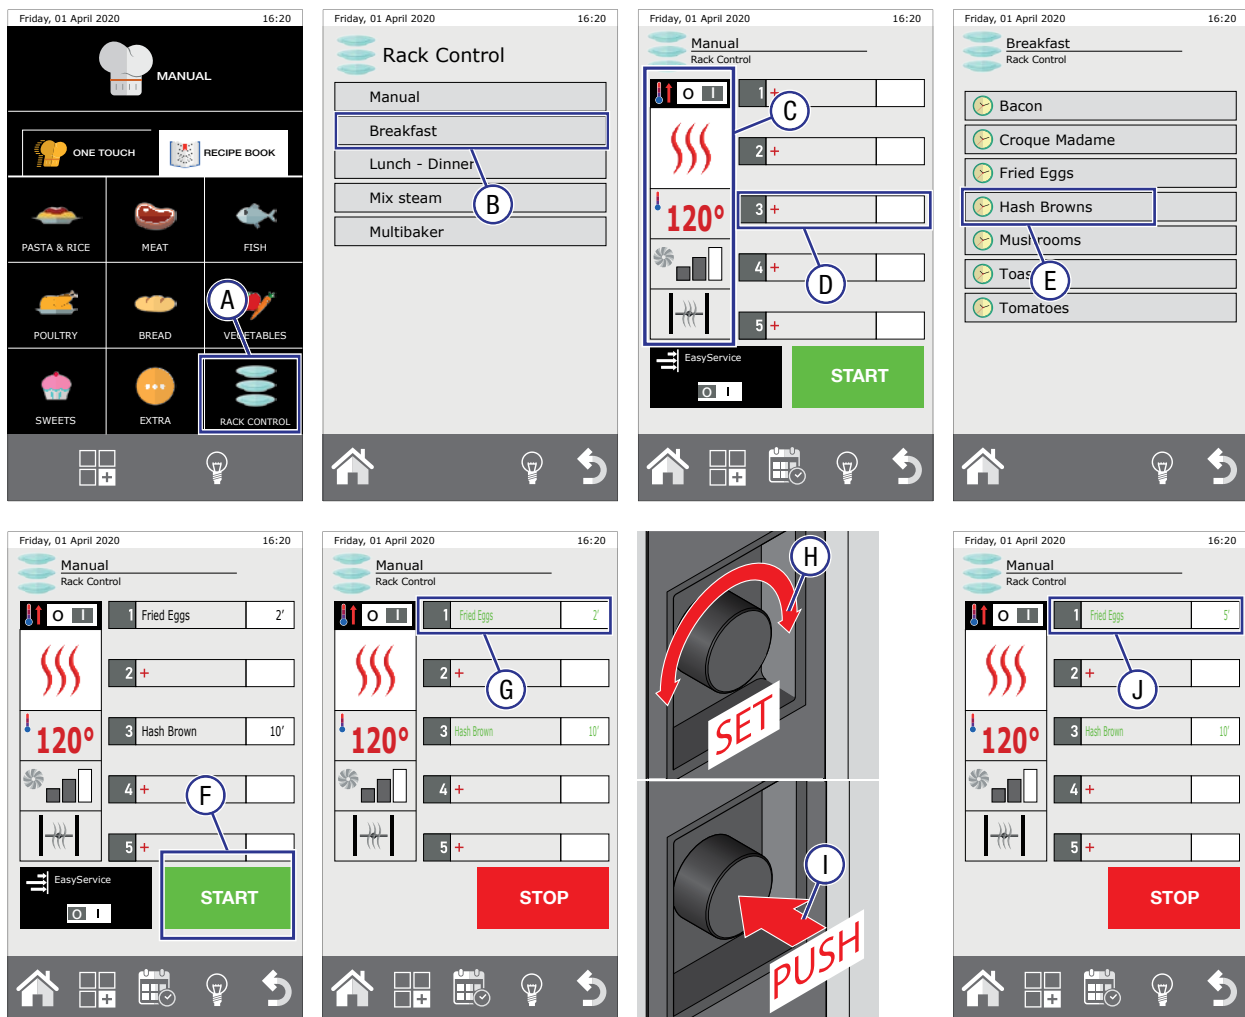 Friday, 01 April 2020 16:20
MANUAL
ONE TOUCH
RECIPE BOOK
PASTA & RICE
MEAT
FISH
A
POULTRY
BREAD
VEGETABLES
SWEETS
EXTRA
RACK CONTROL
Friday, 01 April 2020 16:20
Rack Control
Manual
Breakfast
Lunch - Dinner
Mix steam
B
Multibaker
Friday, 01 April 2020 16:20
Manual
Rack Control
O I
1 +
C
2 +
120°
3 +
4 +
D
5 +
EasyService
O I
START
Friday, 01 April 2020 16:20
Breakfast
Rack Control
Bacon
Croque Madame
Fried Eggs
Hash Browns
Mushrooms
E
Tomatoes
Friday, 01 April 2020 16:20
Manual
Rack Control
O I
1 Fried Eggs 2'
2 +
120°
3 Hash Brown 10'
4 +
F
5 +
EasyService
O I
START
Friday, 01 April 2020 16:20
Manual
Rack Control
O I
1 Fried Eggs 2'
2 +
G
120°
3 Hash Brown 10'
4 +
5 +
STOP
H
SET
I
PUSH
Friday, 01 April 2020 16:20
Manual
Rack Control
O I
1 Fried Eggs 5'
2 +
J
120°
3 Hash Brown 10'
4 +
5 +
STOP